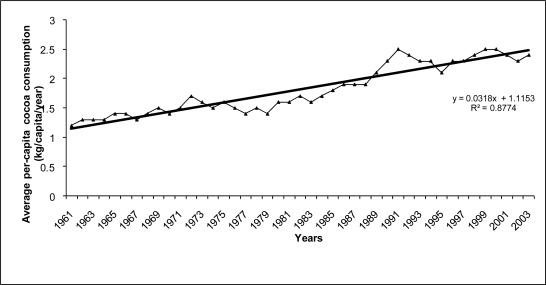 Average per-capita cocoa consumption
(kg/capita/year)
3
2.5
2
1.5
1
0.5
0
y = 0.0318x + 1.1153
R² = 0.8774
1961 1963 1965 1967 1969 1971 1973 1975 1977 1979 1981 1983 1985 1987 1989 1991 1993 1995 1997 1999 2001 2003
Years